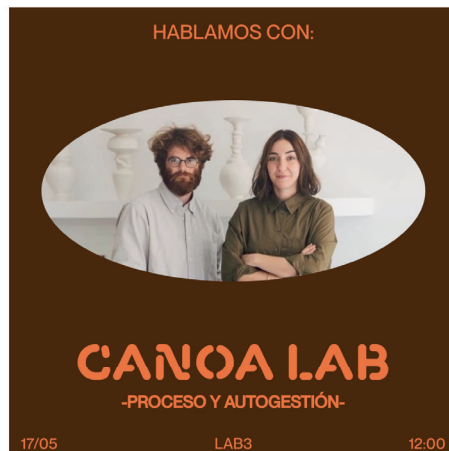 HABLAMOS CON:
CANOA LAB
-PROCESO Y AUTOGESTIÓN-
17/05 LAB3 12:00